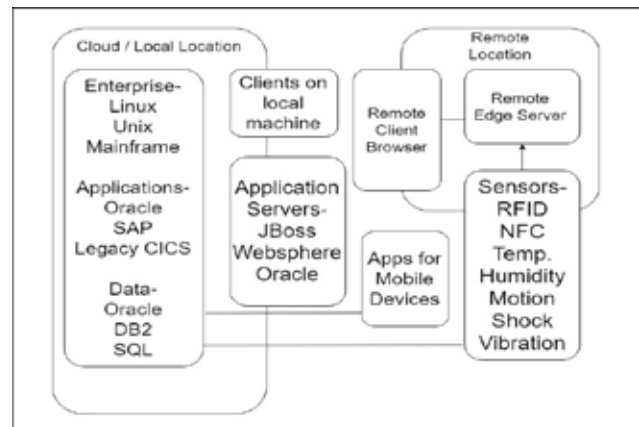 Cloud / Local Location
Enterprise-
Linux
Unix
Mainframe
Applications-
Oracle
SAP
Legacy CICS
Data-
Oracle
DB2
SQL
Clients on
local
machine
Application
Servers-
JBoss
Websphere
Oracle
Remote
Client
Browser
Apps for
Mobile
Devices
Remote
Location
Remote
Edge Server
Sensors-
RFID
NFC
Temp.
Humidity
Motion
Shock
Vibration